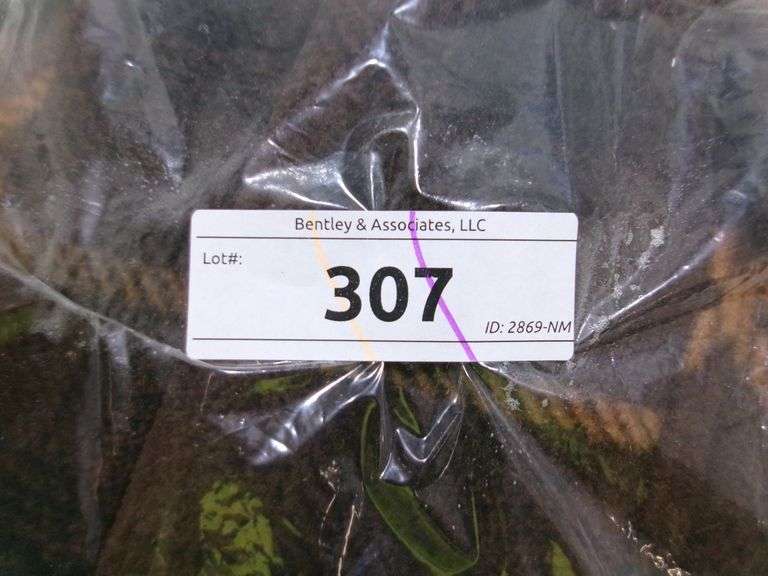 Bentley & Associates, LLC
Lot#:
307
ID: 2869-NM